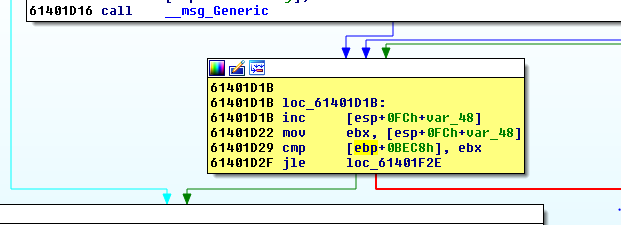 61401D16 call __msg_Generic
61401D1B
61401D1B loc_61401D1B:
61401D1B inc [esp+0FCh+var_48]
61401D22 mov ebx, [esp+0FCh+var_48]
61401D29 cmp [ebp+0BEC8h], ebx
61401D2F jle loc_61401F2E